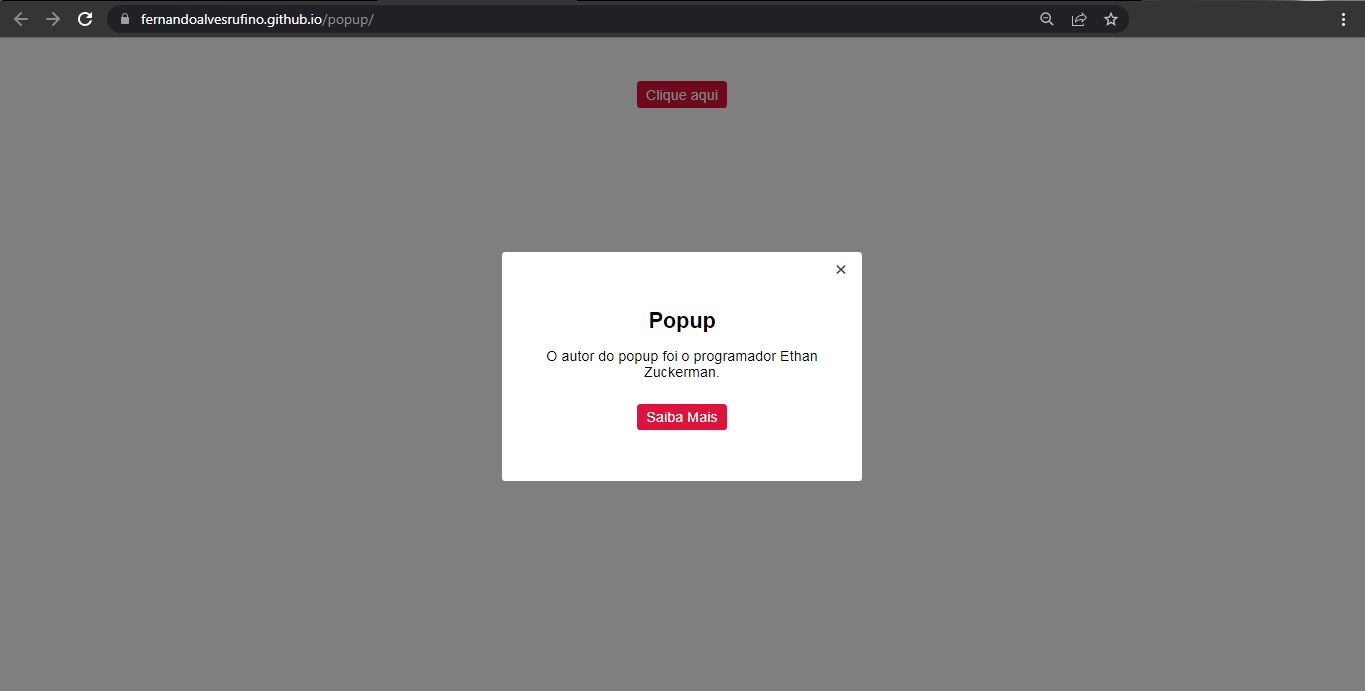 fernandoalvesrufino.github.io/popup/
Clique aqui
Popup
O autor do popup foi o programador Ethan
Zuckerman.
Saiba Mais